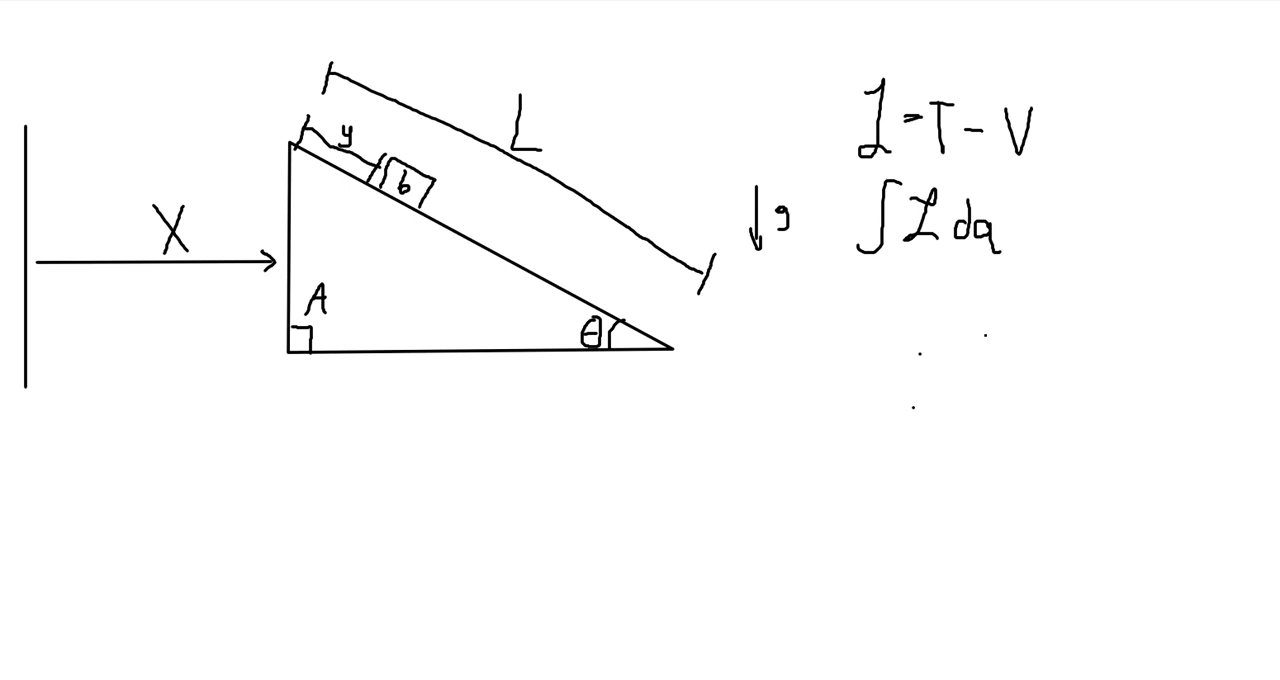 L
y
b
X
A
θ
g
ℒ = T - V
∫ ℒ dq